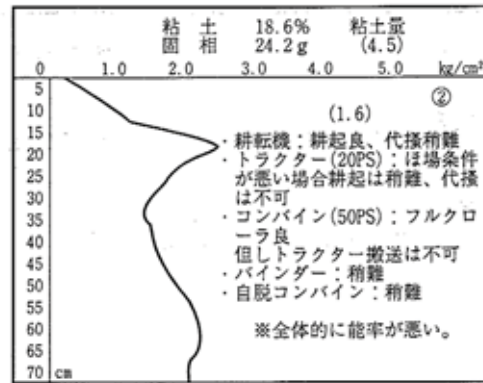 粘土 18.6% 粘土量
固相 24.2g (4.5)
0 1.0 2.0 3.0 4.0 5.0 kg/cm²
5
10
15
20
25
30
35
40
45
50
55
60
65
70 cm
②
(1.6)
・耕転機：耕起良、代掻稍難
・トラクター(20PS)：ほ場条件
が悪い場合耕起は稍難、代掻
は不可
・コンバイン(50PS)：フルクロ
ーラ良
但しトラクター搬送は不可
・バインダー：稍難
・自脱コンバイン：稍難
※全体的に能率が悪い。